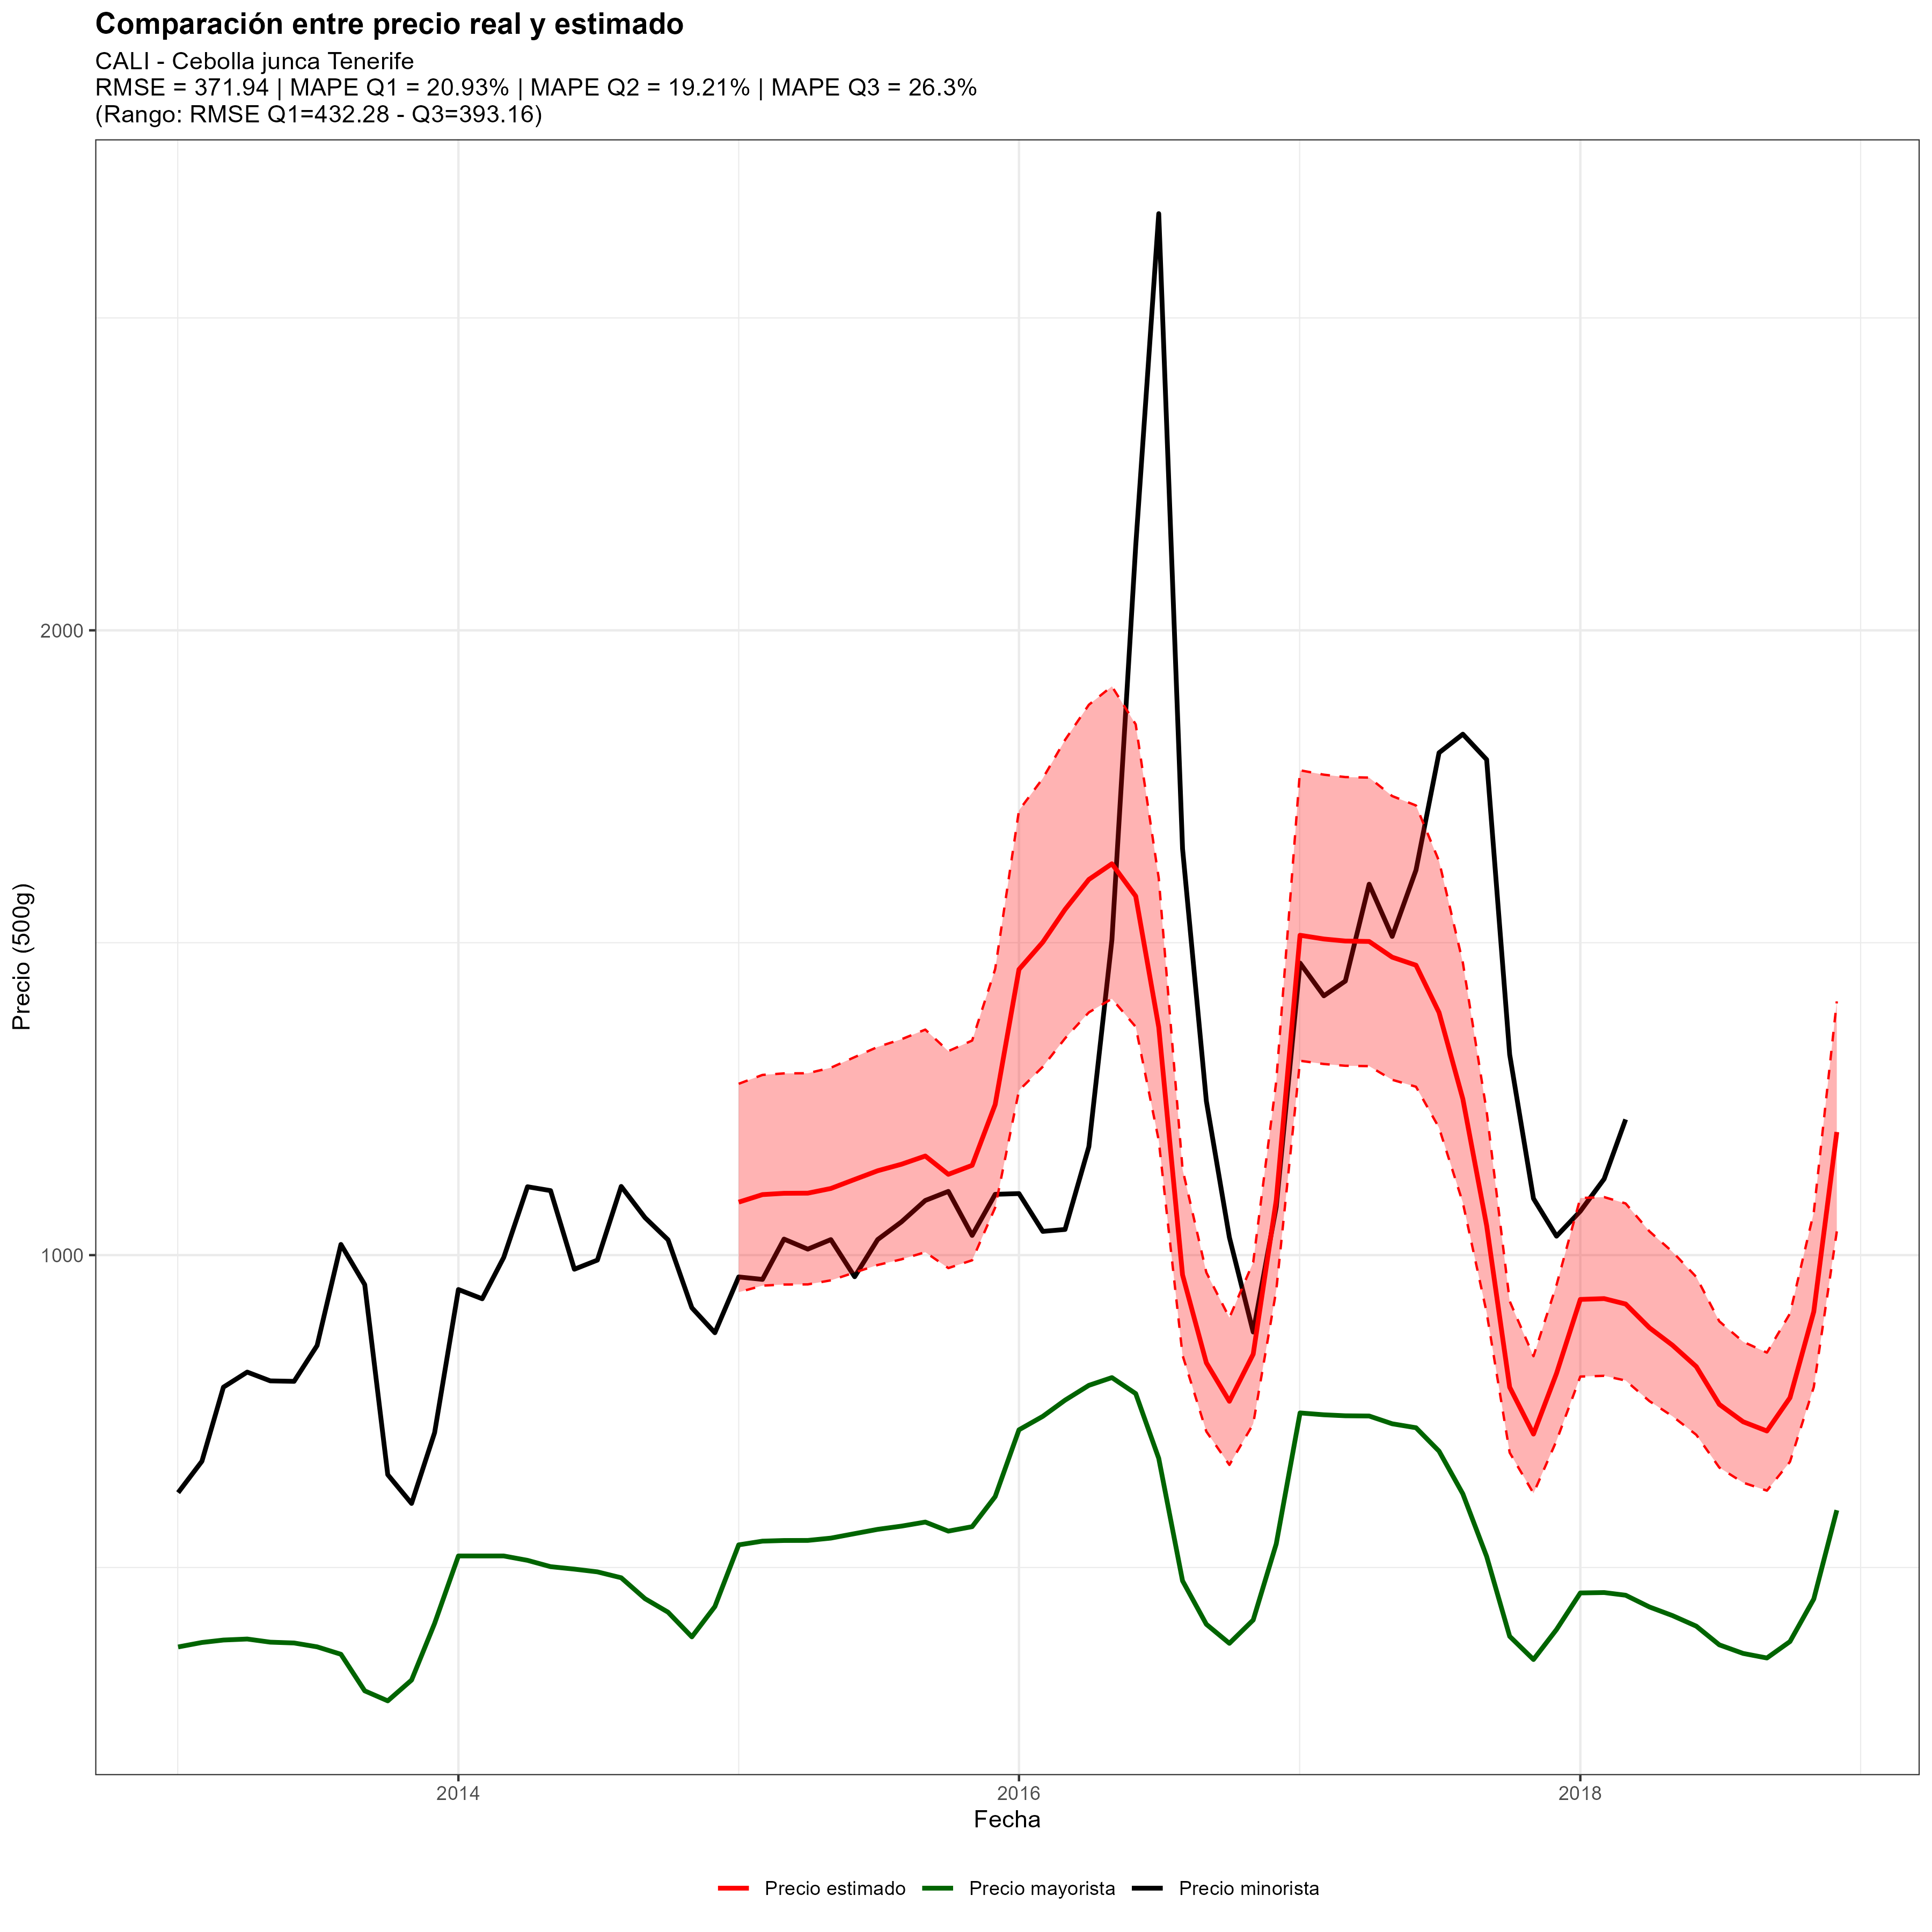 Comparación entre precio real y estimado
CALI - Cebolla junca Tenerife
RMSE = 371.94 | MAPE Q1 = 20.93% | MAPE Q2 = 19.21% | MAPE Q3 = 26.3%
(Rango: RMSE Q1=432.28 - Q3=393.16)
Precio (500g)
2000
1000
2014
2016
2018
Fecha
Precio estimado
Precio mayorista
Precio minorista